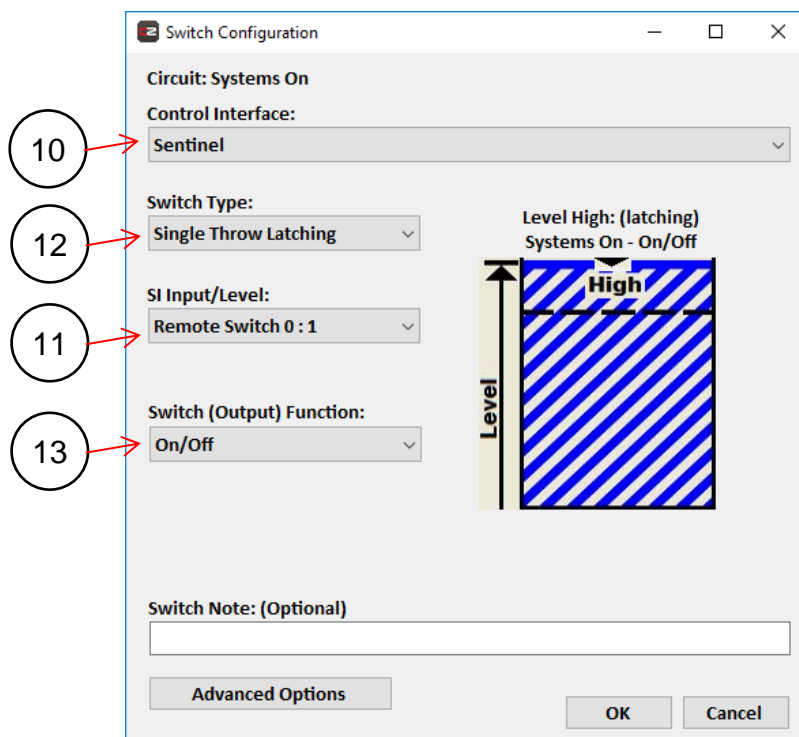 Switch Configuration
Circuit: Systems On
Control Interface:
10
Sentinel
Switch Type:
12
Single Throw Latching
Level High: (latching)
Systems On - On/Off
High
Level
SI Input/Level:
11
Remote Switch 0 : 1
Switch (Output) Function:
13
On/Off
Switch Note: (Optional)
Advanced Options
OK
Cancel